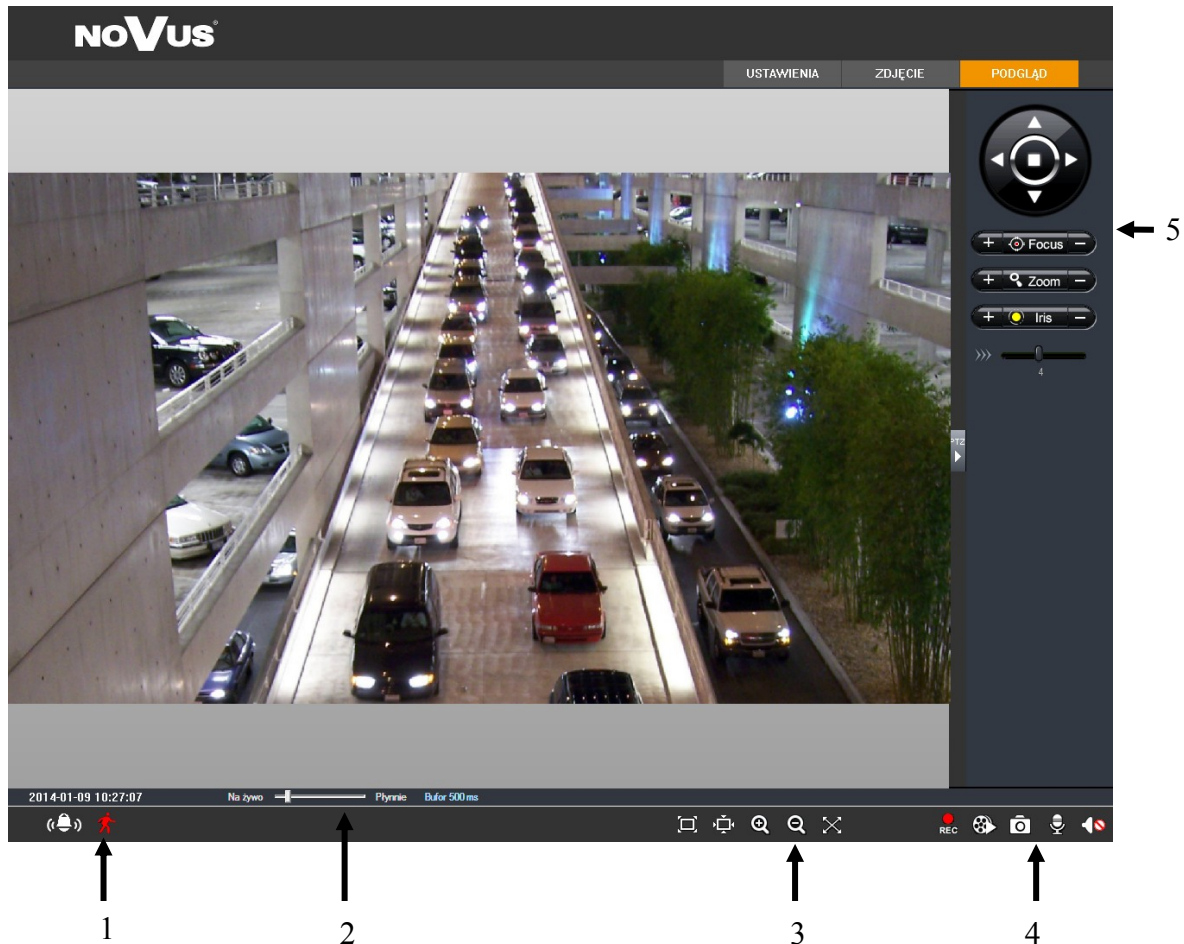 NOVUS®
USTAWIENIA ZDJĘCIE PODGLĄD
5
+ Focus −
+ Zoom −
+ Iris −
4
PTZ
2014-01-09 10:27:07 Na żywo Płynnie Bufor 500 ms
REC
1 2 3 4